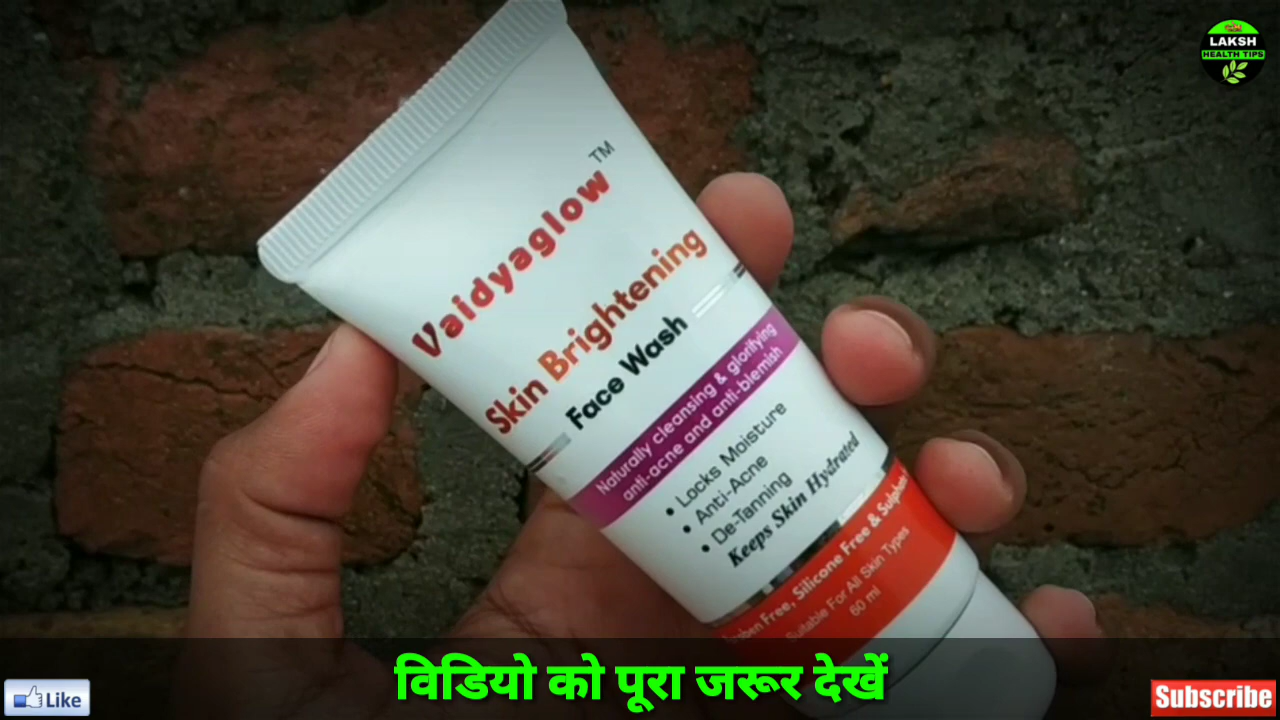 LAKSH
HEALTH TIPS
Vaidyaglow™
Skin Brightening
Face Wash
Naturally cleansing & glorifying
anti-acne and anti-blemish
• Locks Moisture
• Anti-Acne
• De-Tanning
Keeps Skin Hydrated
Free, Silicone Free & Sulphate
Suitable For All Skin Types
60 ml
विडियो को पूरा जरूर देखें
Like
Subscribe